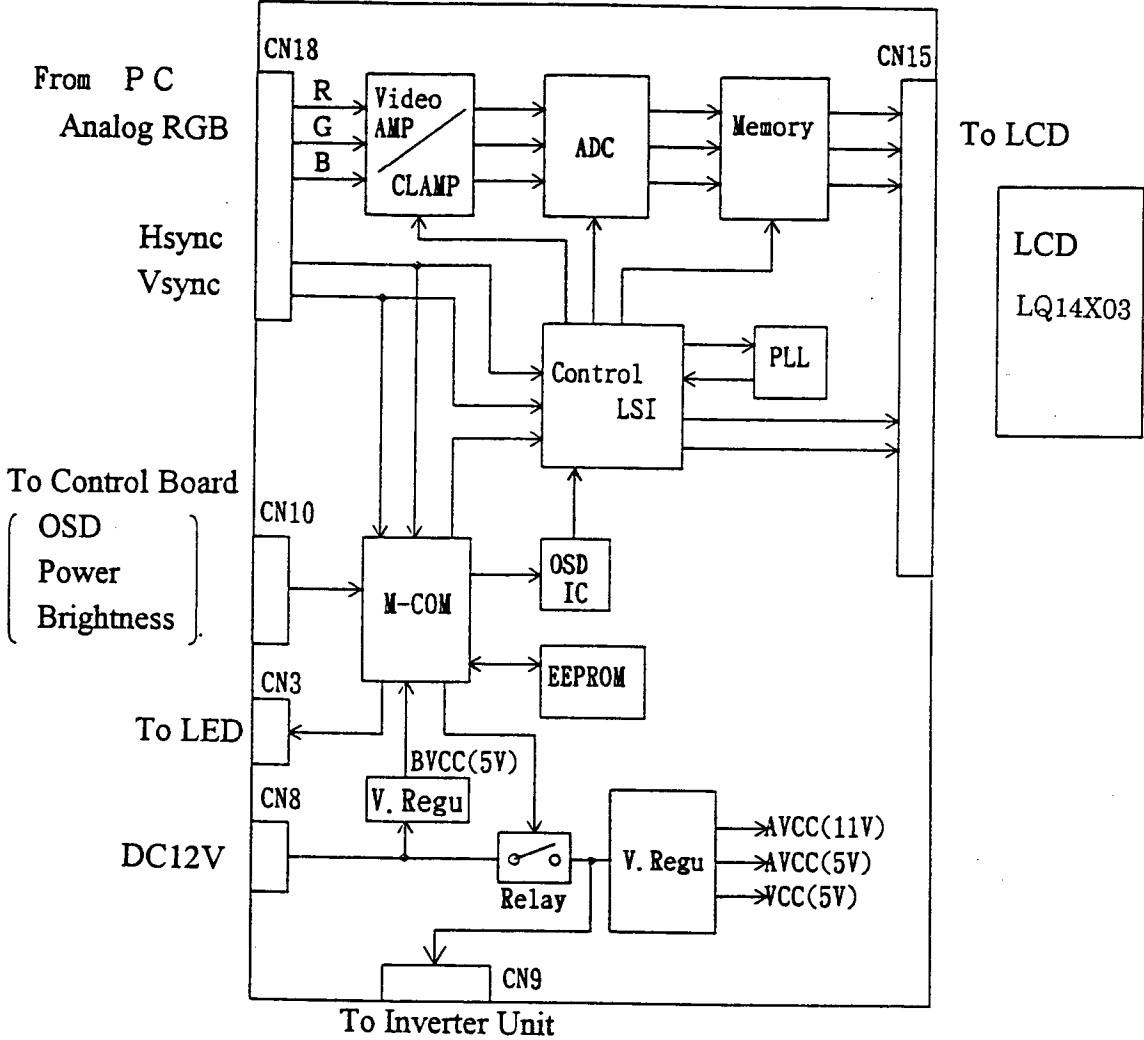 CN18
CN15
From PC
Analog RGB
R
G
B
Video
AMP
CLAMP
ADC
Memory
To LCD
LCD
LQ14X03
Hsync
Vsync
Control
LSI
PLL
To Control Board
OSD
Power
Brightness
CN10
M-COM
OSD
IC
EEPROM
CN3
To LED
BVCC(5V)
V.Regu
CN8
DC12V
Relay
V.Regu
AVCC(11V)
AVCC(5V)
VCC(5V)
CN9
To Inverter Unit